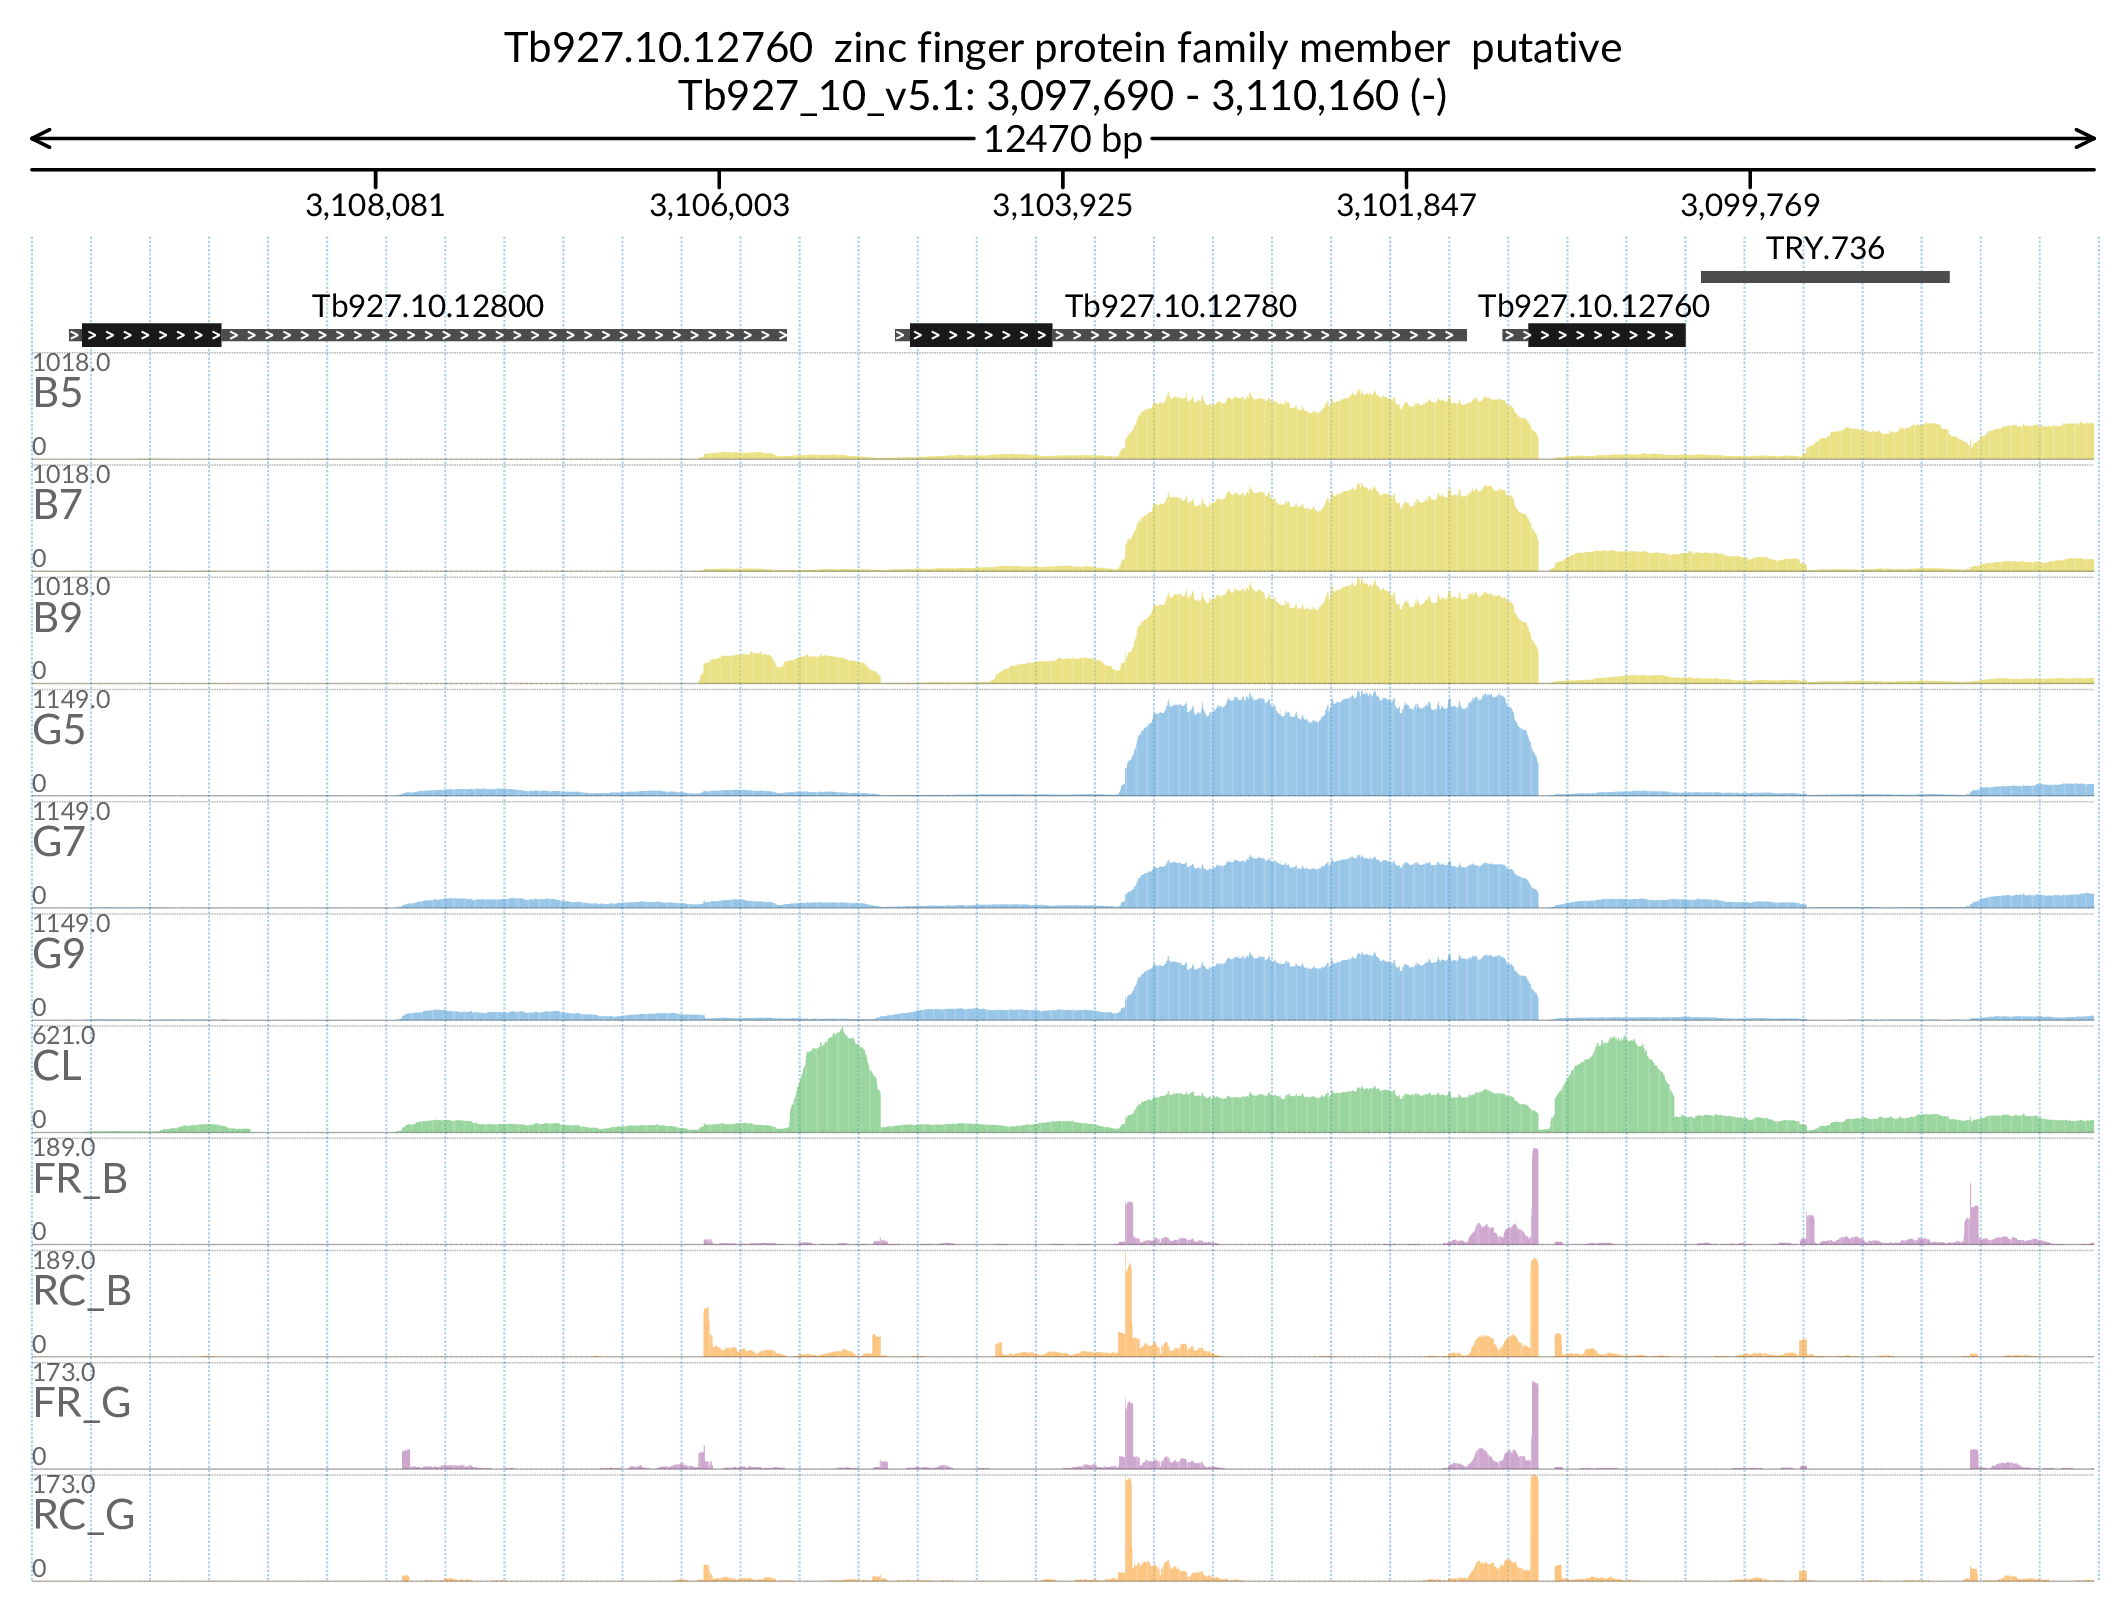 Tb927.10.12760  zinc finger protein family member  putative
Tb927_10_v5.1: 3,097,690 - 3,110,160 (-)
12470 bp
3,108,081 3,106,003 3,103,925 3,101,847 3,099,769
TRY.736
Tb927.10.12800 Tb927.10.12780 Tb927.10.12760
1018.0
B5
0
1018.0
B7
0
1018.0
B9
0
1149.0
G5
0
1149.0
G7
0
1149.0
G9
0
621.0
CL
0
189.0
FR_B
0
189.0
RC_B
0
173.0
FR_G
0
173.0
RC_G
0